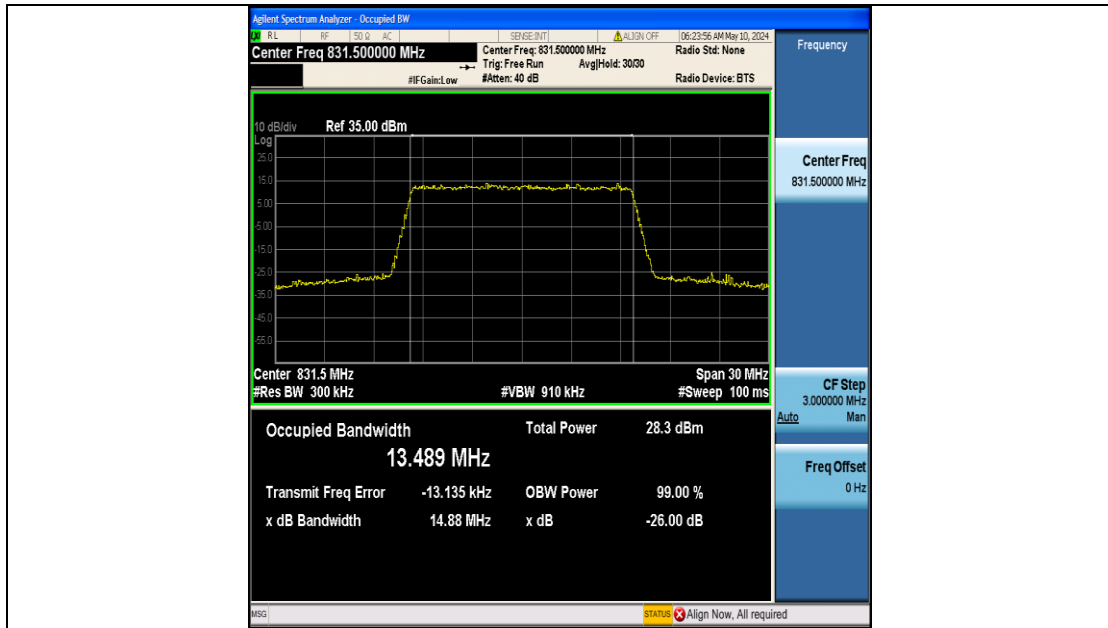 Agilent Spectrum Analyzer - Occupied BW
RL RF 50 Ω AC SENSE:INT ALIGN OFF 06:23:56 AM May 10, 2024
Center Freq 831.500000 MHz
Center Freq: 831.500000 MHz
Radio Std: None
Trig: Free Run Avg|Hold: 30/30
#IFGain:Low
#Atten: 40 dB
Radio Device: BTS
Frequency
10 dB/div Ref 35.00 dBm
Log
25.0
15.0
5.00
-5.00
-15.0
-25.0
-35.0
-45.0
-55.0
Center 831.5 MHz Span 30 MHz
#Res BW 300 kHz #VBW 910 kHz #Sweep 100 ms
Center Freq
831.500000 MHz
CF Step
3.000000 MHz
Auto Man
Freq Offset
0 Hz
Occupied Bandwidth Total Power 28.3 dBm
13.489 MHz
Transmit Freq Error -13.135 kHz OBW Power 99.00 %
x dB Bandwidth 14.88 MHz x dB -26.00 dB
MSG STATUS Align Now, All required